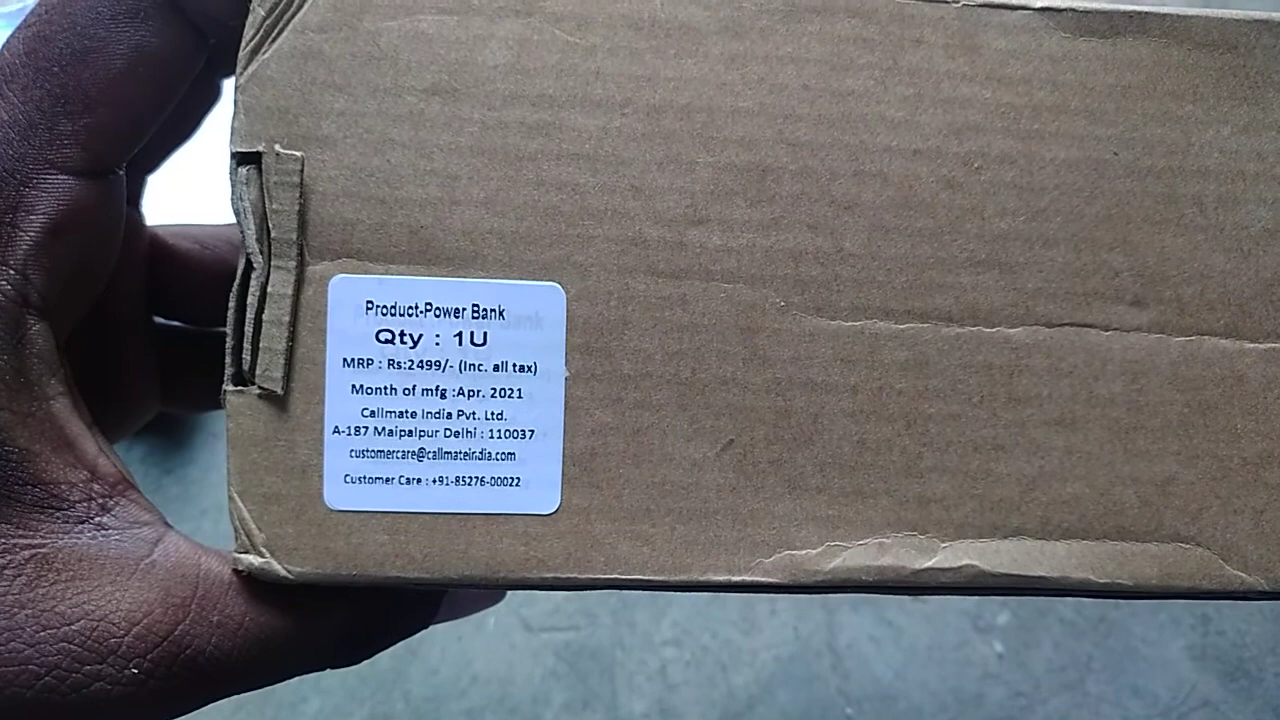 Product-Power Bank
Qty : 1U
MRP : Rs:2499/- (Inc. all tax)
Month of mfg :Apr. 2021
Callmate India Pvt. Ltd.
A-187 Maipalpur Delhi : 110037
customercare@callmateindia.com
Customer Care : +91-85276-00022